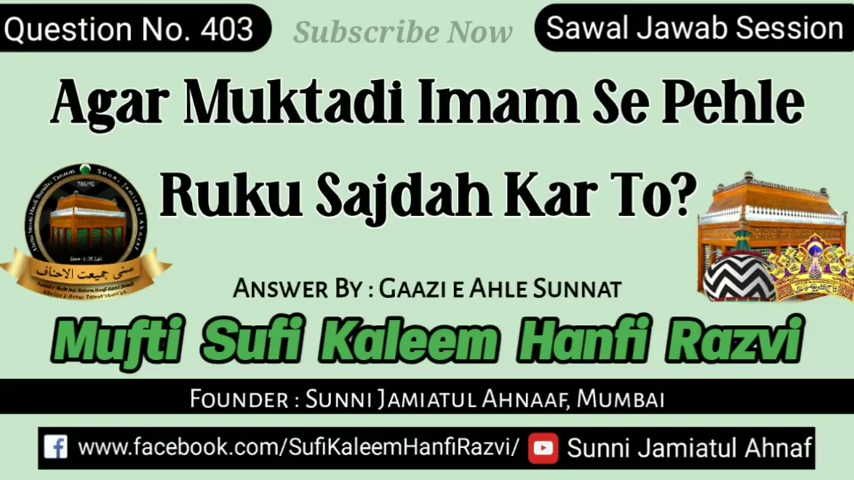 Question No. 403
Subscribe Now
Sawal Jawab Session
Agar Muktadi Imam Se Pehle
Ruku Sajdah Kar To?
سنی جمیعت الاحناف
Answer By : Gaazi e Ahle Sunnat
Mufti Sufi Kaleem Hanfi Razvi
Founder : Sunni Jamiatul Ahnaaf, Mumbai
www.facebook.com/SufiKaleemHanfiRazvi/
Sunni Jamiatul Ahnaf